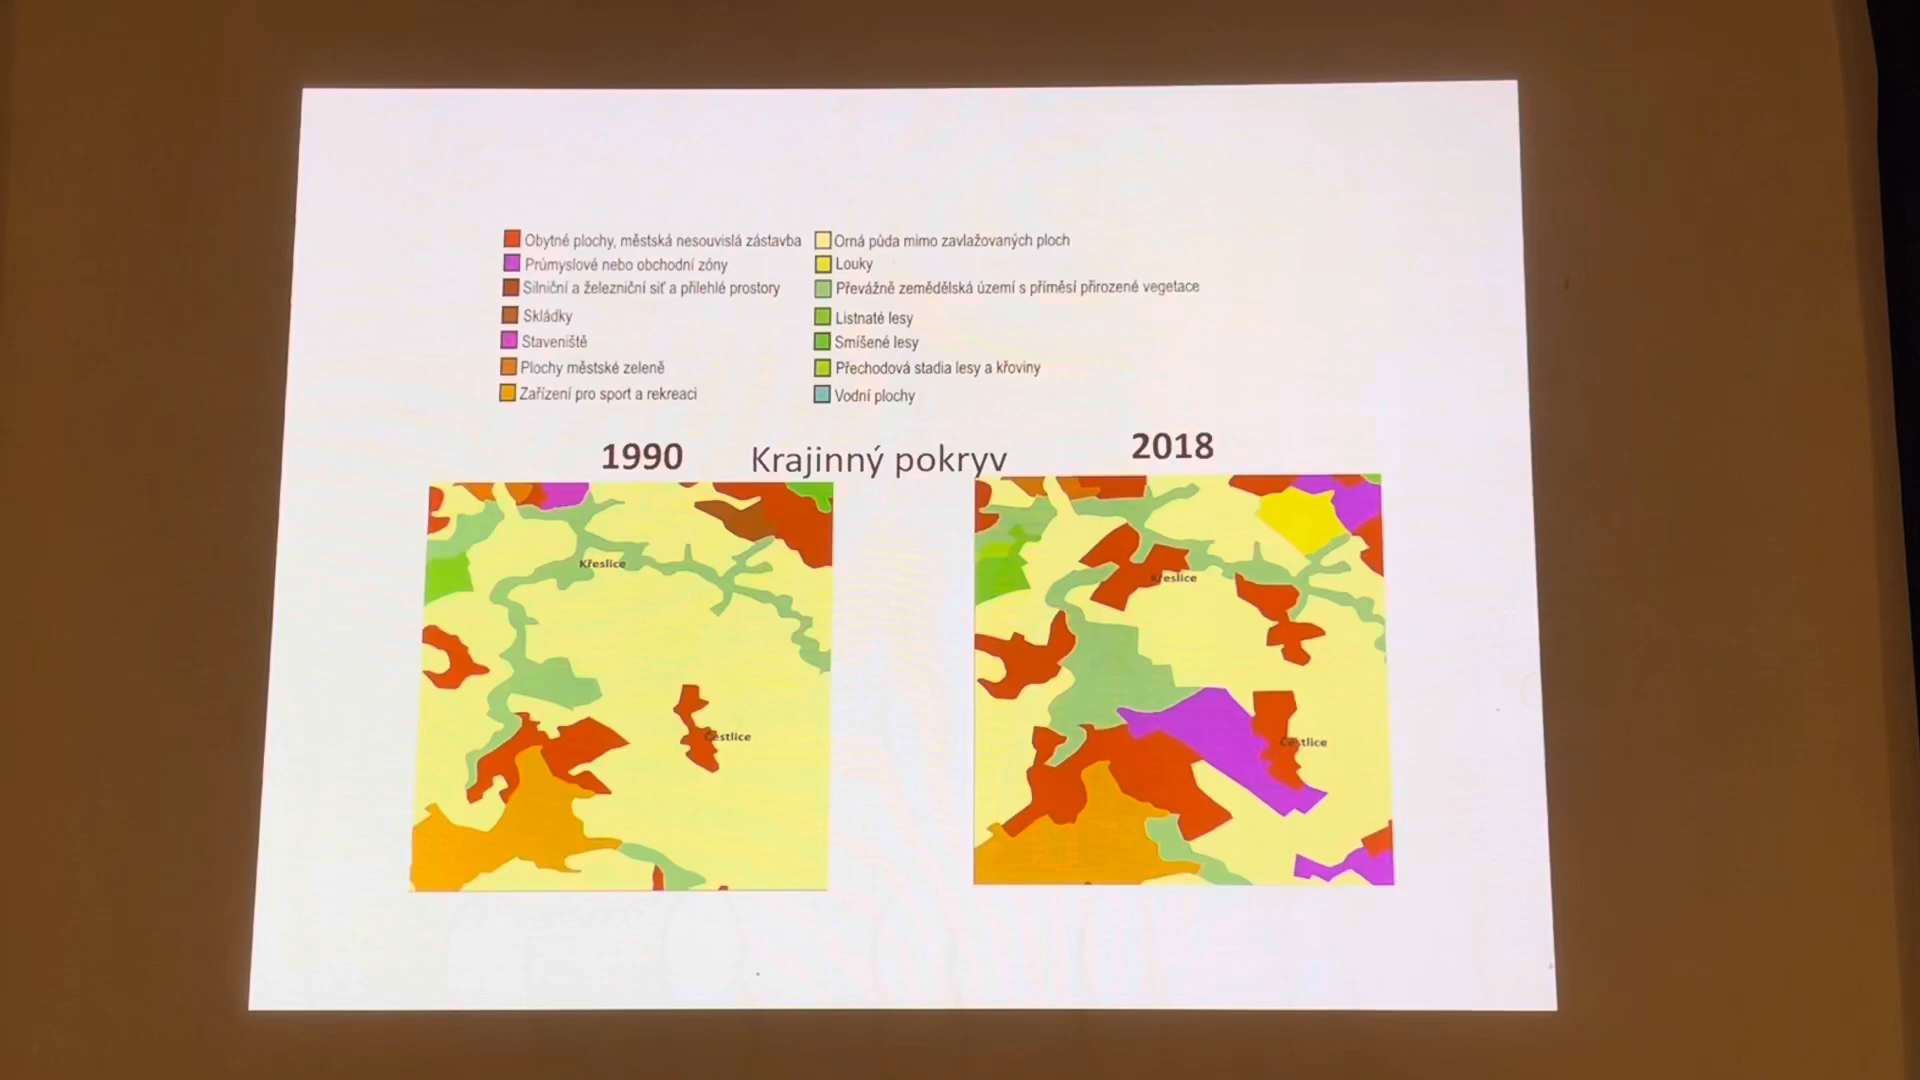 Obytné plochy, městská nesouvislá zástavba
Průmyslové nebo obchodní zóny
Silniční a železniční síť a přilehlé prostory
Skládky
Staveniště
Plochy městské zeleně
Zařízení pro sport a rekreaci
Orná půda mimo zavlažovaných ploch
Louky
Převážně zemědělská území s příměsí přirozené vegetace
Listnaté lesy
Smíšené lesy
Přechodová stadia lesy a křoviny
Vodní plochy
1990
Krajinný pokryv
2018
Křeslice
Čestlice
Křeslice
Čestlice